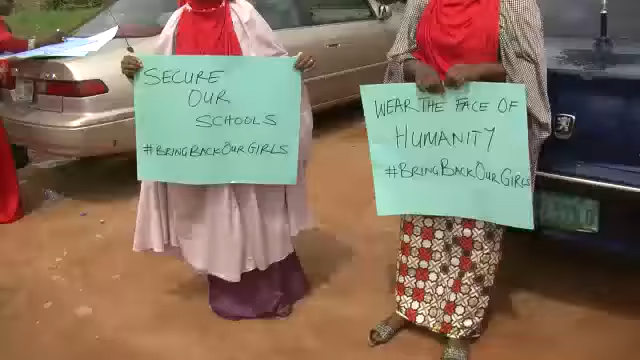 SECURE
OUR
SCHOOLS
#BRINGBACKOURGIRLS
WEAR THE FACE OF
HUMANITY
#BRINGBACKOURGIRLS